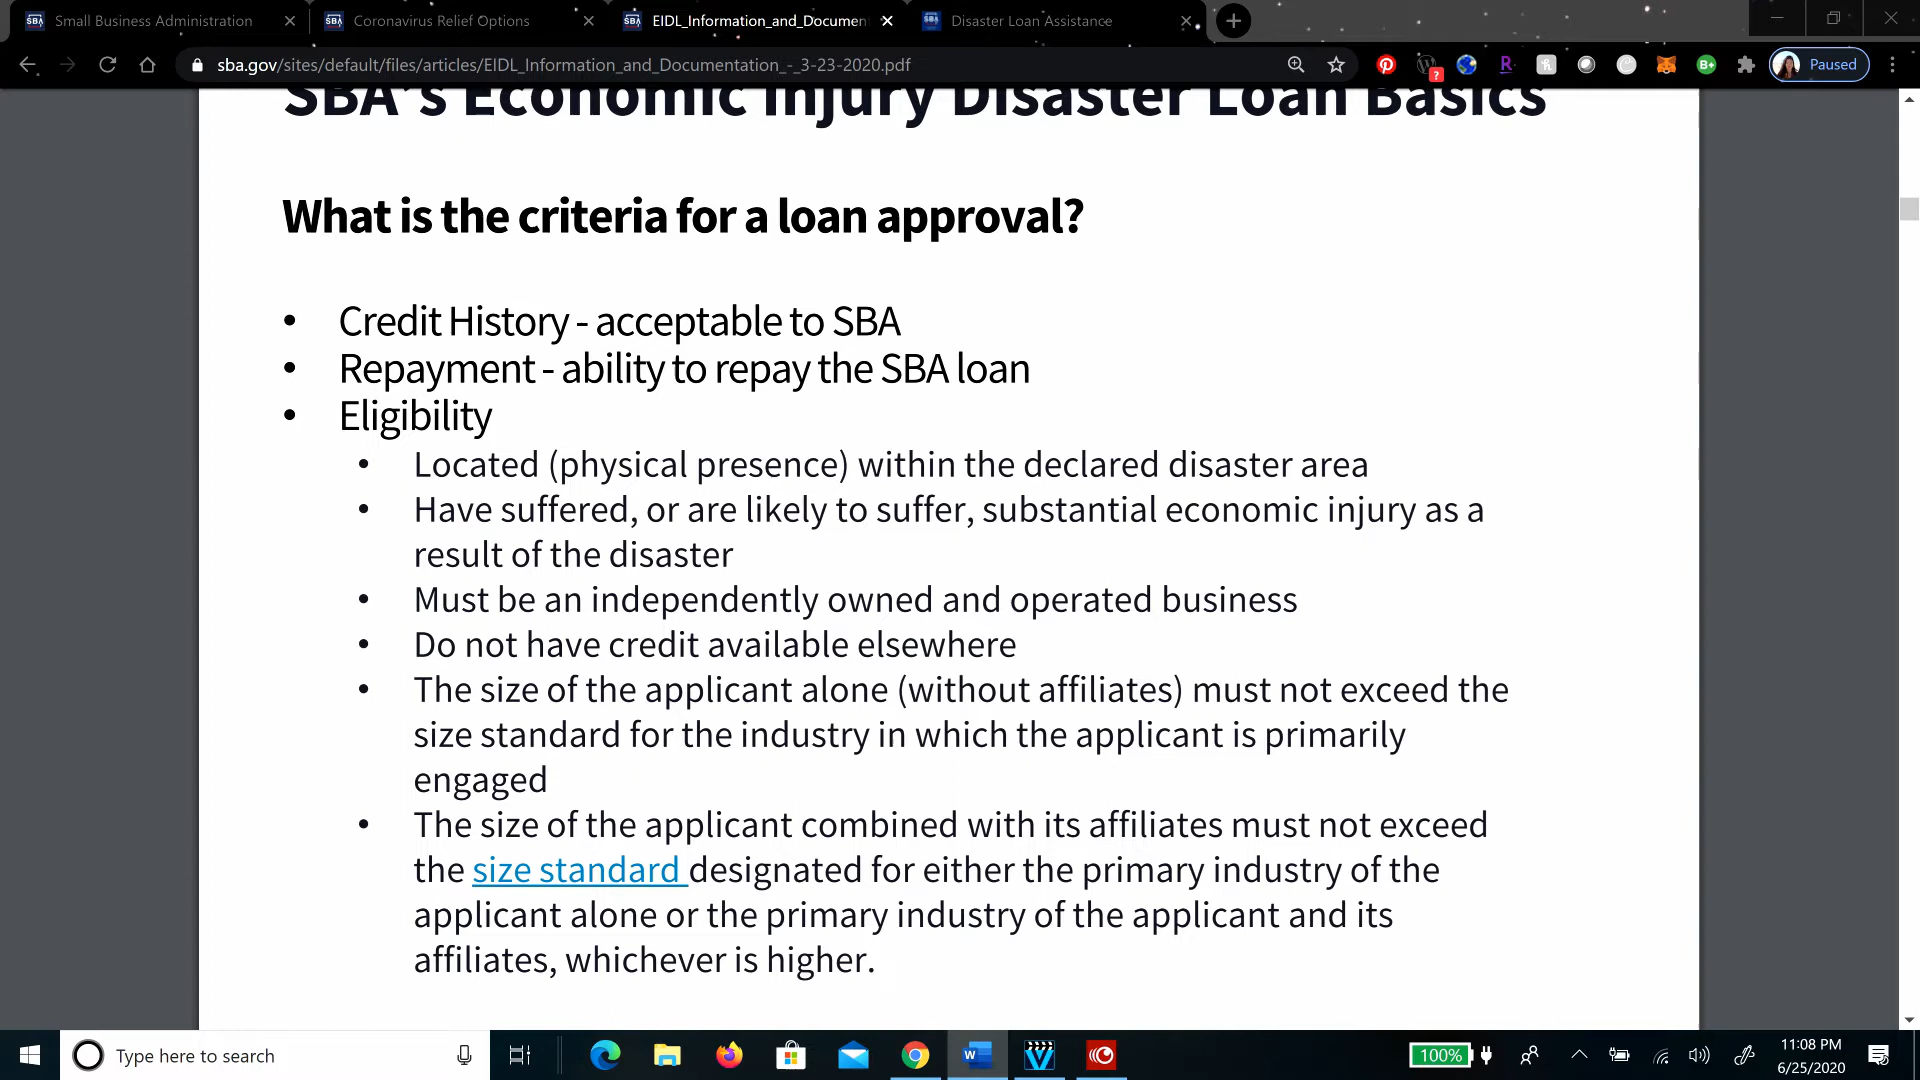 Small Business Administration
Coronavirus Relief Options
EIDL_Information_and_Documen
Disaster Loan Assistance
sba.gov/sites/default/files/articles/EIDL_Information_and_Documentation_-_3-23-2020.pdf
Paused
SBA's Economic Injury Disaster Loan Basics
What is the criteria for a loan approval?
• Credit History - acceptable to SBA
• Repayment - ability to repay the SBA loan
• Eligibility
• Located (physical presence) within the declared disaster area
• Have suffered, or are likely to suffer, substantial economic injury as a
result of the disaster
• Must be an independently owned and operated business
• Do not have credit available elsewhere
• The size of the applicant alone (without affiliates) must not exceed the
size standard for the industry in which the applicant is primarily
engaged
• The size of the applicant combined with its affiliates must not exceed
the size standard designated for either the primary industry of the
applicant alone or the primary industry of the applicant and its
affiliates, whichever is higher.
Type here to search
100%
11:08 PM
6/25/2020